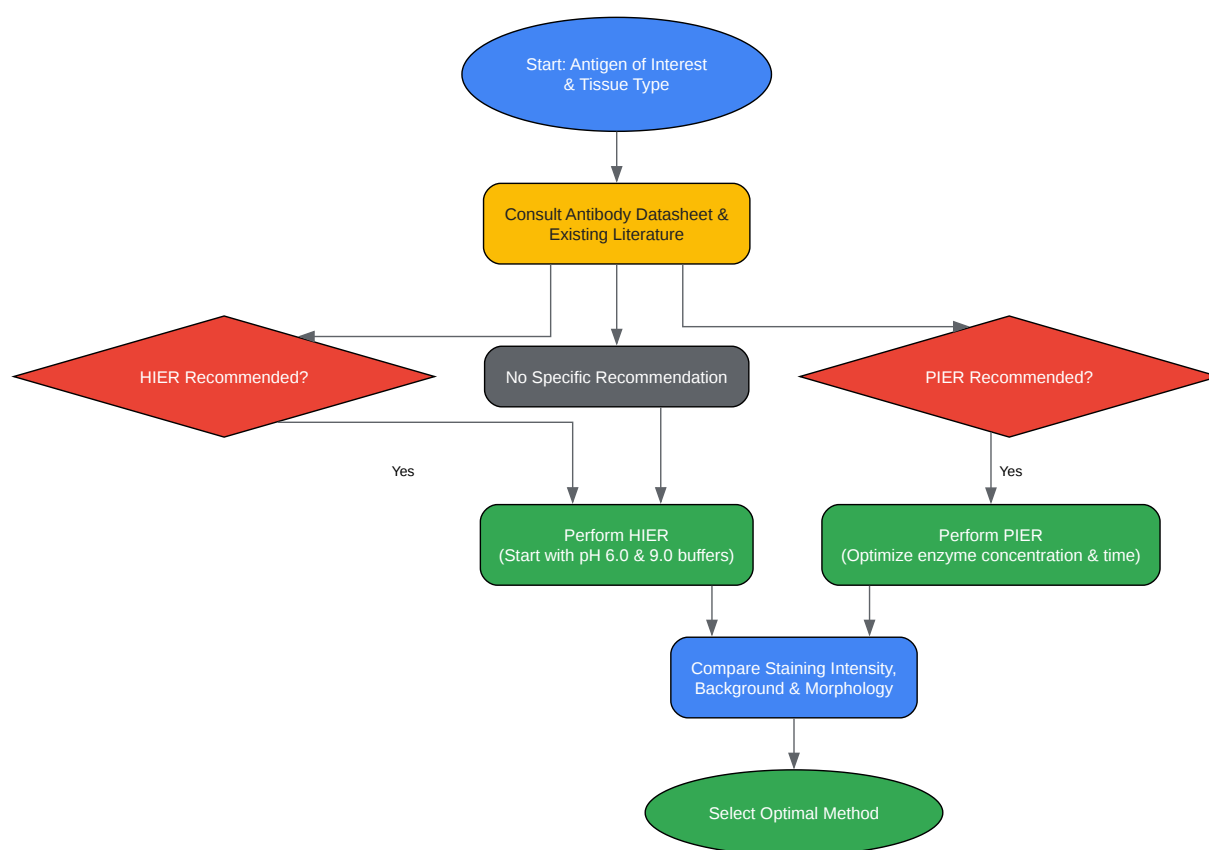 Start: Antigen of Interest
& Tissue Type
Consult Antibody Datasheet &
Existing Literature
HIER Recommended?
No Specific Recommendation
PIER Recommended?
Yes
Yes
Perform HIER
(Start with pH 6.0 & 9.0 buffers)
Perform PIER
(Optimize enzyme concentration & time)
Compare Staining Intensity,
Background & Morphology
Select Optimal Method